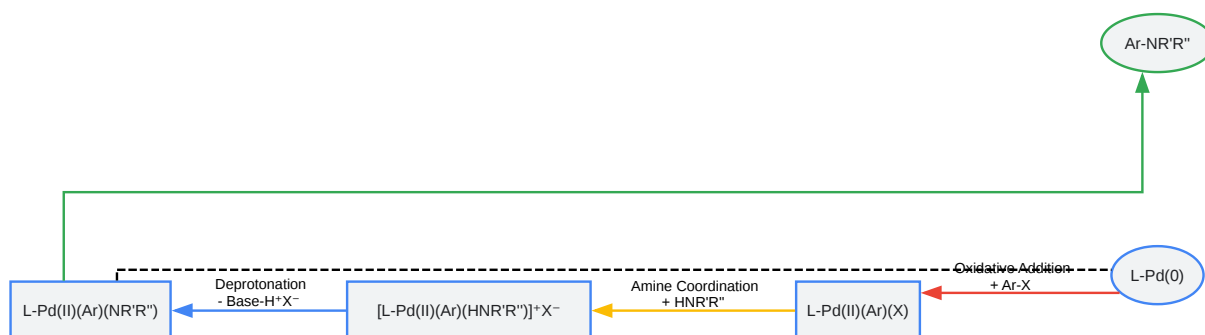 Ar-NR'R"
Oxidative Addition
+ Ar-X
L-Pd(0)
Deprotonation
- Base-H⁺X⁻
Amine Coordination
+ HNR'R"
L-Pd(II)(Ar)(NR'R")
[L-Pd(II)(Ar)(HNR'R")]⁺X⁻
L-Pd(II)(Ar)(X)